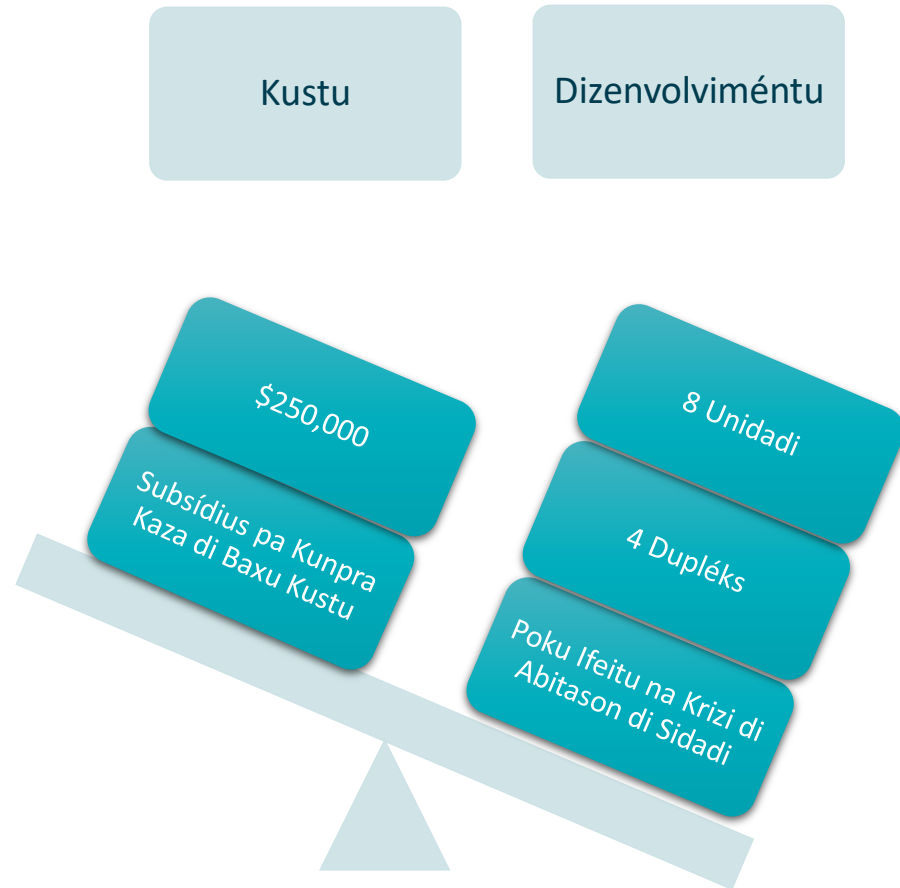 Kustu
Dizenvolviméntu
$250,000
Subsídius pa Kunpra
Kaza di Baxu Kustu
8 Unidadi
4 Dupléks
Poku Ifeitu na Krizi di
Abitason di Sidadi